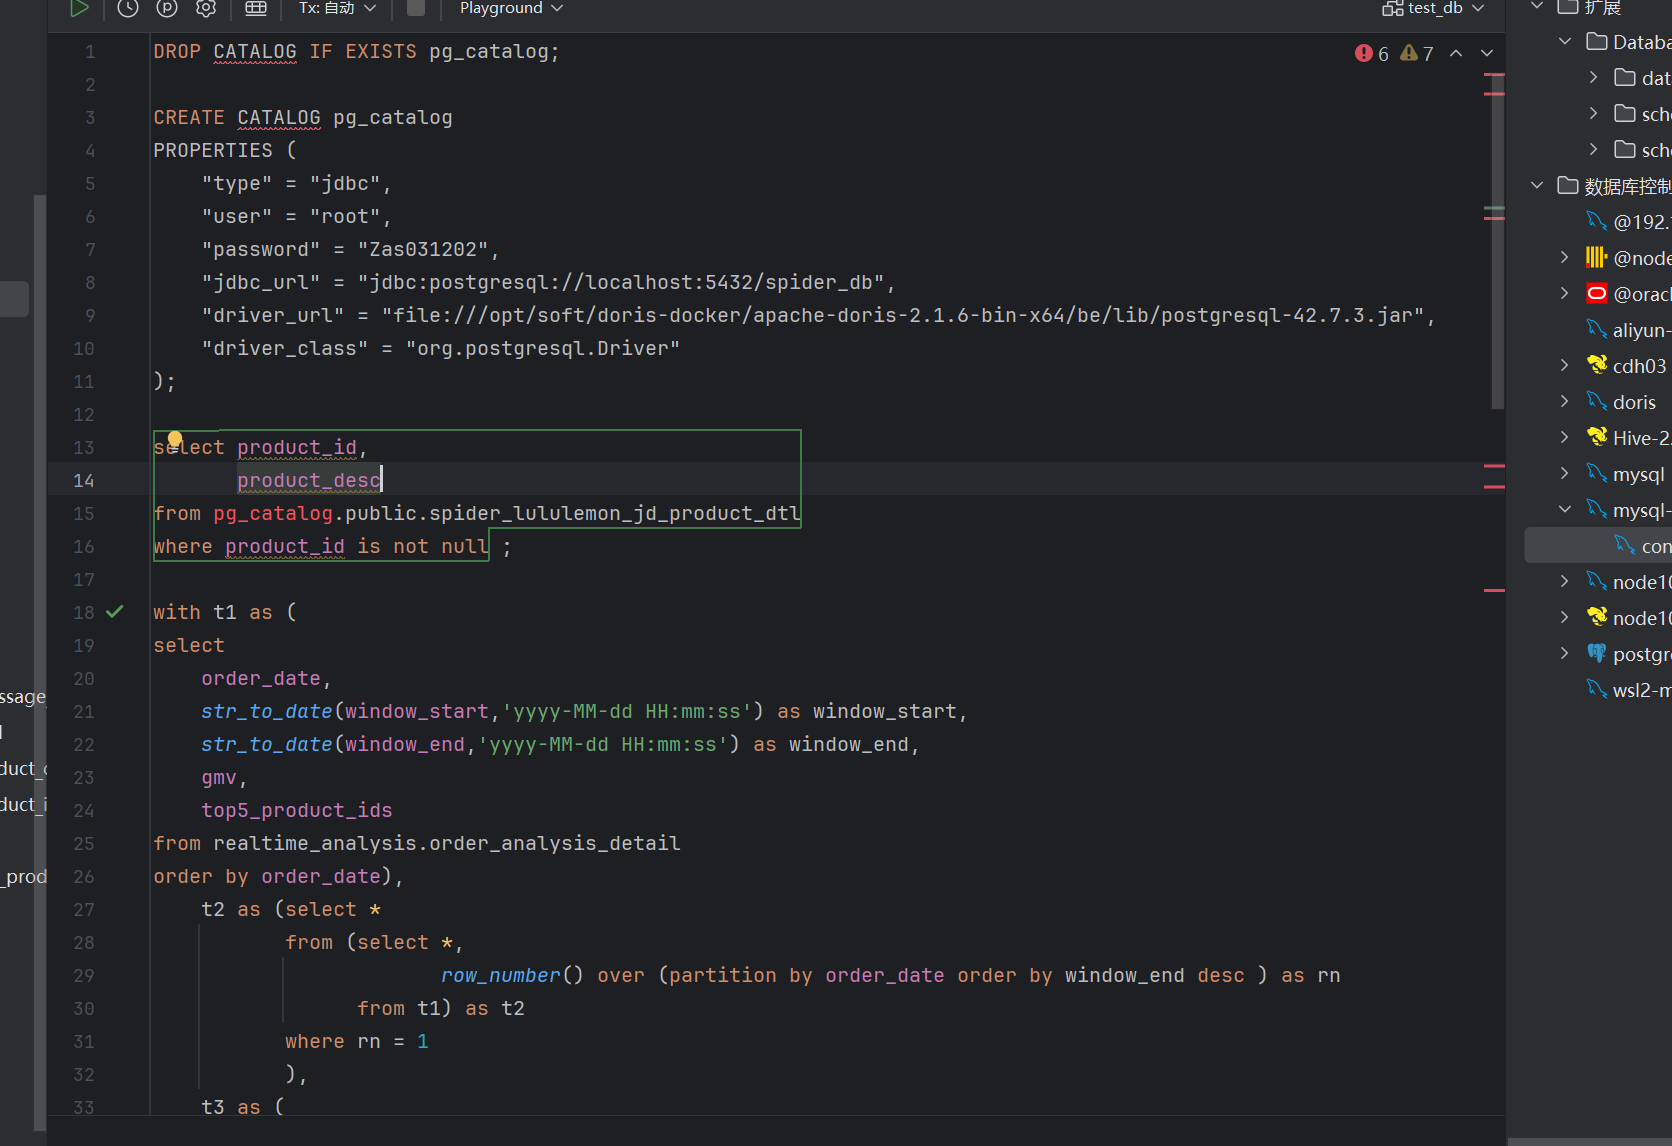 Tx: 自动
Playground
test_db
6 7
1 DROP CATALOG IF EXISTS pg_catalog;
2
3 CREATE CATALOG pg_catalog
4 PROPERTIES (
5 "type" = "jdbc",
6 "user" = "root",
7 "password" = "Zas031202",
8 "jdbc_url" = "jdbc:postgresql://localhost:5432/spider_db",
9 "driver_url" = "file:///opt/soft/doris-docker/apache-doris-2.1.6-bin-x64/be/lib/postgresql-42.7.3.jar",
10 "driver_class" = "org.postgresql.Driver"
11 );
12
13 select product_id,
14 product_desc
15 from pg_catalog.public.spider_lululemon_jd_product_dtl
16 where product_id is not null ;
17
18 with t1 as (
19 select
20 order_date,
21 str_to_date(window_start,'yyyy-MM-dd HH:mm:ss') as window_start,
22 str_to_date(window_end,'yyyy-MM-dd HH:mm:ss') as window_end,
23 gmv,
24 top5_product_ids
25 from realtime_analysis.order_analysis_detail
26 order by order_date),
27 t2 as (select *
28 from (select *,
29 row_number() over (partition by order_date order by window_end desc ) as rn
30 from t1) as t2
31 where rn = 1
32 ),
33 t3 as (
ssage_
duct_
duct_i
_prod
扩展
Databa
dat
sch
sch
数据库控制
@192.
@node
@orac
aliyun-
cdh03
doris
Hive-2.
mysql
mysql-
con
node10
node10
postgr
wsl2-m